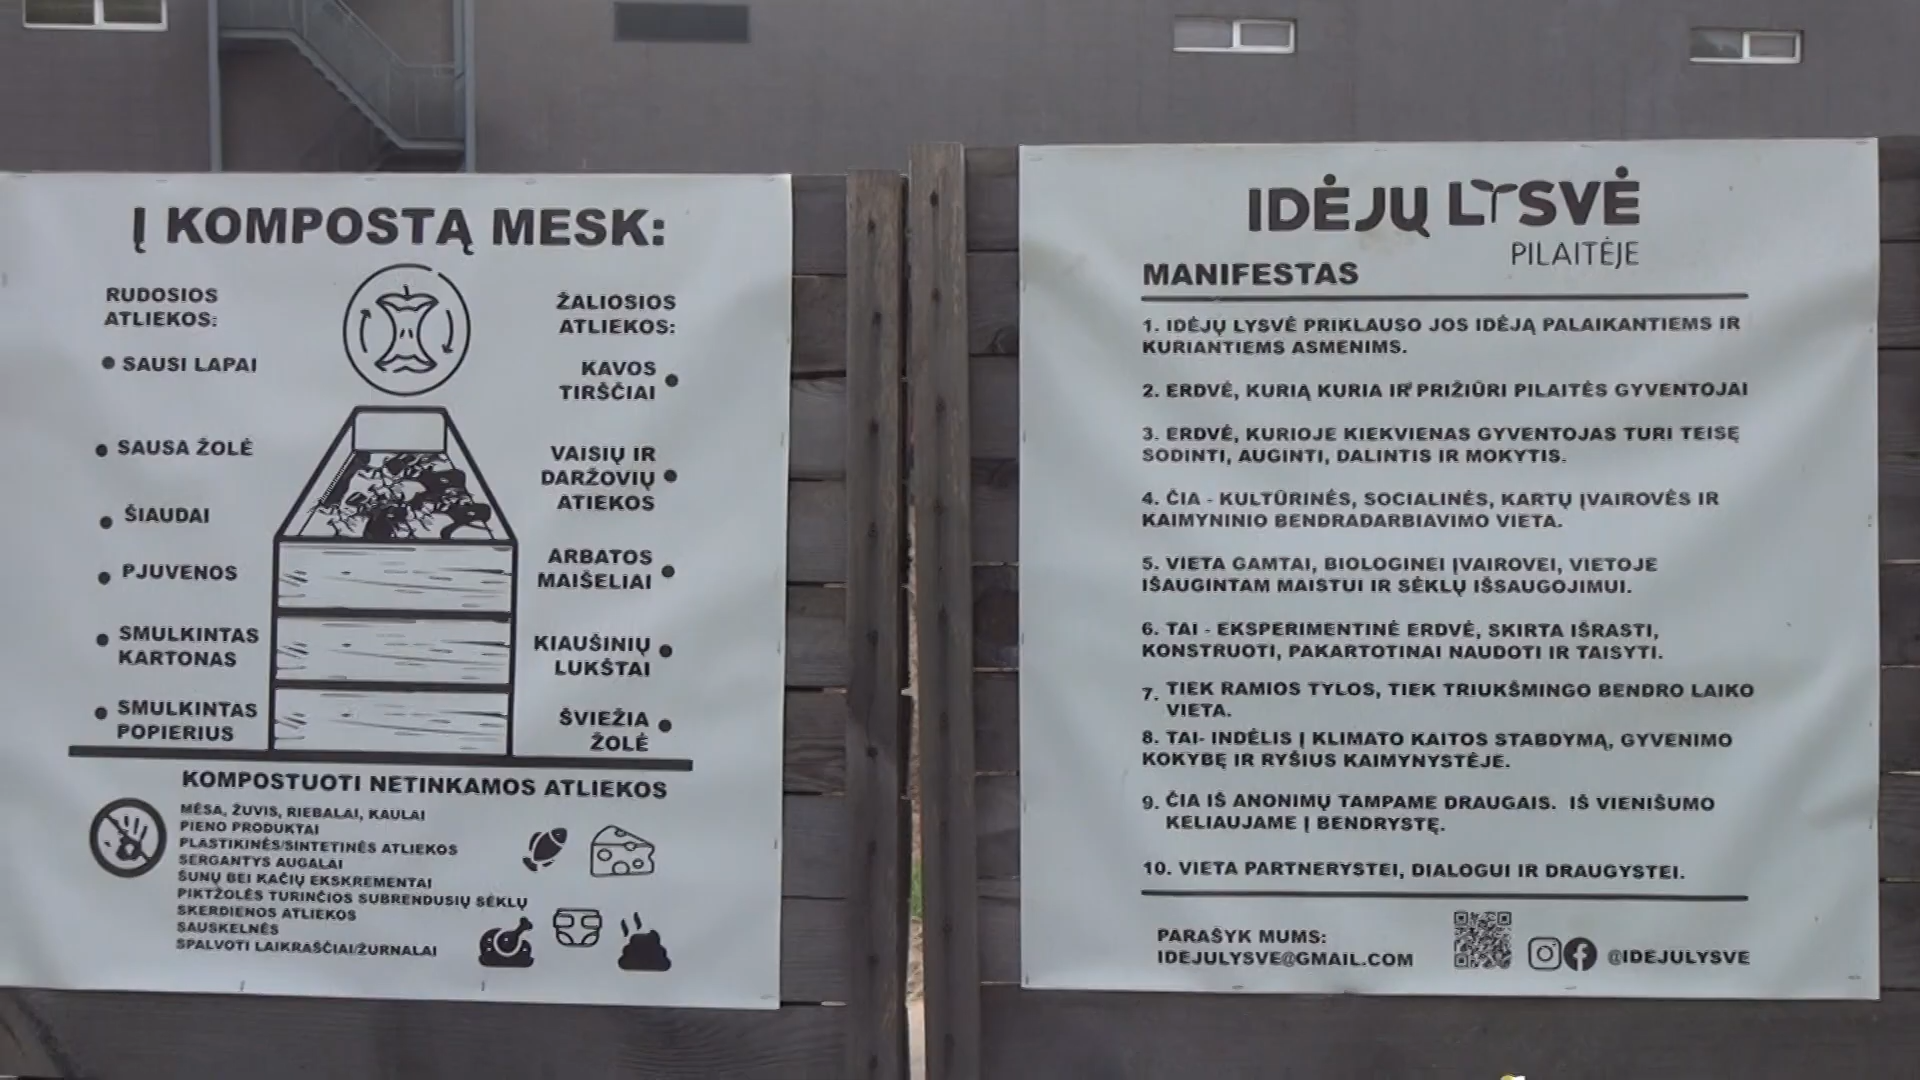 Į KOMPOSTĄ MESK:
RUDOSIOS
ATLIEKOS:
SAUSI LAPAI
SAUSA ŽOLĖ
ŠIAUDAI
PJUVENOS
SMULKINTAS
KARTONAS
SMULKINTAS
POPIERIUS
ŽALIOSIOS
ATLIEKOS:
KAVOS
TIRŠČIAI
VAISIŲ IR
DARŽOVIŲ
ATIEKOS
ARBATOS
MAIŠELIAI
KIAUŠINIŲ
LUKŠTAI
ŠVIEŽIA
ŽOLĖ
KOMPOSTUOTI NETINKAMOS ATLIEKOS
MĖSA, ŽUVIS, RIEBALAI, KAULAI
PIENO PRODUKTAI
PLASTIKINĖS/SINTETINĖS ATLIEKOS
SERGANTYS AUGALAI
ŠUNŲ BEI KAČIŲ EKSKREMENTAI
PIKTŽOLĖS TURINČIOS SUBRENDUSIŲ SĖKLŲ
SKERDIENOS ATLIEKOS
SAUSKELNĖS
SPALVOTI LAIKRAŠČIAI/ŽURNALAI
IDĖJŲ LYSVĖ
PILAITĖJE
MANIFESTAS
1. IDĖJŲ LYSVĖ PRIKLAUSO JOS IDĖJĄ PALAIKANTIEMS IR
KURIANTIEMS ASMENIMS.
2. ERDVĖ, KURIĄ KURIA IR PRIŽIŪRI PILAITĖS GYVENTOJAI
3. ERDVĖ, KURIOJE KIEKVIENAS GYVENTOJAS TURI TEISĘ
SODINTI, AUGINTI, DALINTIS IR MOKYTIS.
4. ČIA - KULTŪRINĖS, SOCIALINĖS, KARTŲ ĮVAIROVĖS IR
KAIMYNINIO BENDRADARBIAVIMO VIETA.
5. VIETA GAMTAI, BIOLOGINEI ĮVAIROVEI, VIETOJE
IŠAUGINTAM MAISTUI IR SĖKLŲ IŠSAUGOJIMUI.
6. TAI - EKSPERIMENTINĖ ERDVĖ, SKIRTA IŠRASTI,
KONSTRUOTI, PAKARTOTINAI NAUDOTI IR TAISYTI.
7. TIEK RAMIOS TYLOS, TIEK TRIUKŠMINGO BENDRO LAIKO
VIETA.
8. TAI- INDĖLIS Į KLIMATO KAITOS STABDYMĄ, GYVENIMO
KOKYBĘ IR RYŠIUS KAIMYNYSTĖJE.
9. ČIA IŠ ANONIMŲ TAMPAME DRAUGAIS. IŠ VIENIŠUMO
KELIAUJAME Į BENDRYSTĘ.
10. VIETA PARTNERYSTEI, DIALOGUI IR DRAUGYSTEI.
PARAŠYK MUMS:
IDEJULYSVE@GMAIL.COM
@IDEJULYSVE